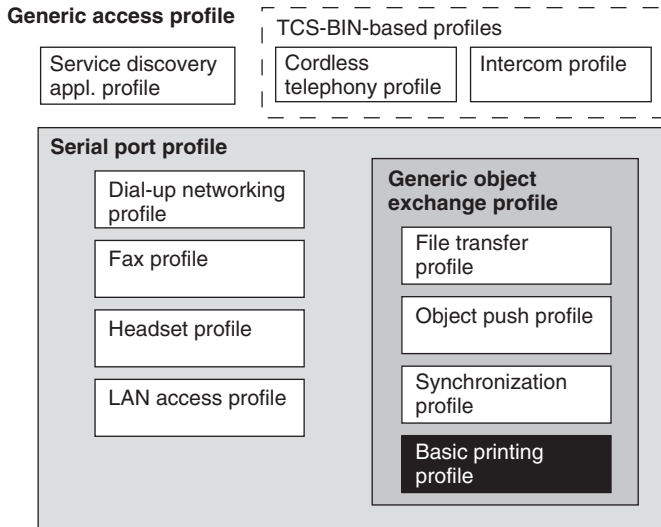 Generic access profile
TCS-BIN-based profiles
Service discovery
appl. profile
Cordless
telephony profile
Intercom profile
Serial port profile
Dial-up networking
profile
Fax profile
Headset profile
LAN access profile
Generic object
exchange profile
File transfer
profile
Object push profile
Synchronization
profile
Basic printing
profile